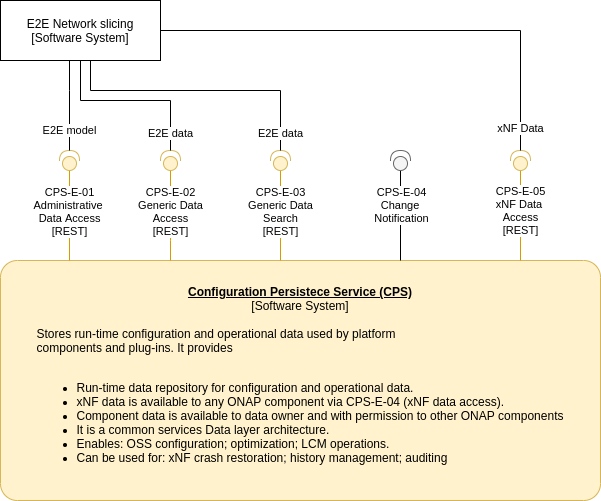 E2E Network slicing
[Software System]
E2E model
E2E data
E2E data
xNF Data
CPS-E-01
Administrative
Data Access
[REST]
CPS-E-02
Generic Data
Access
[REST]
CPS-E-03
Generic Data
Search
[REST]
CPS-E-04
Change
Notification
CPS-E-05
xNF Data
Access
[REST]
Configuration Persistece Service (CPS)
[Software System]
Stores run-time configuration and operational data used by platform
components and plug-ins. It provides
• Run-time data repository for configuration and operational data.
• xNF data is available to any ONAP component via CPS-E-04 (xNF data access).
• Component data is available to data owner and with permission to other ONAP components
• It is a common services Data layer architecture.
• Enables: OSS configuration; optimization; LCM operations.
• Can be used for: xNF crash restoration; history management; auditing